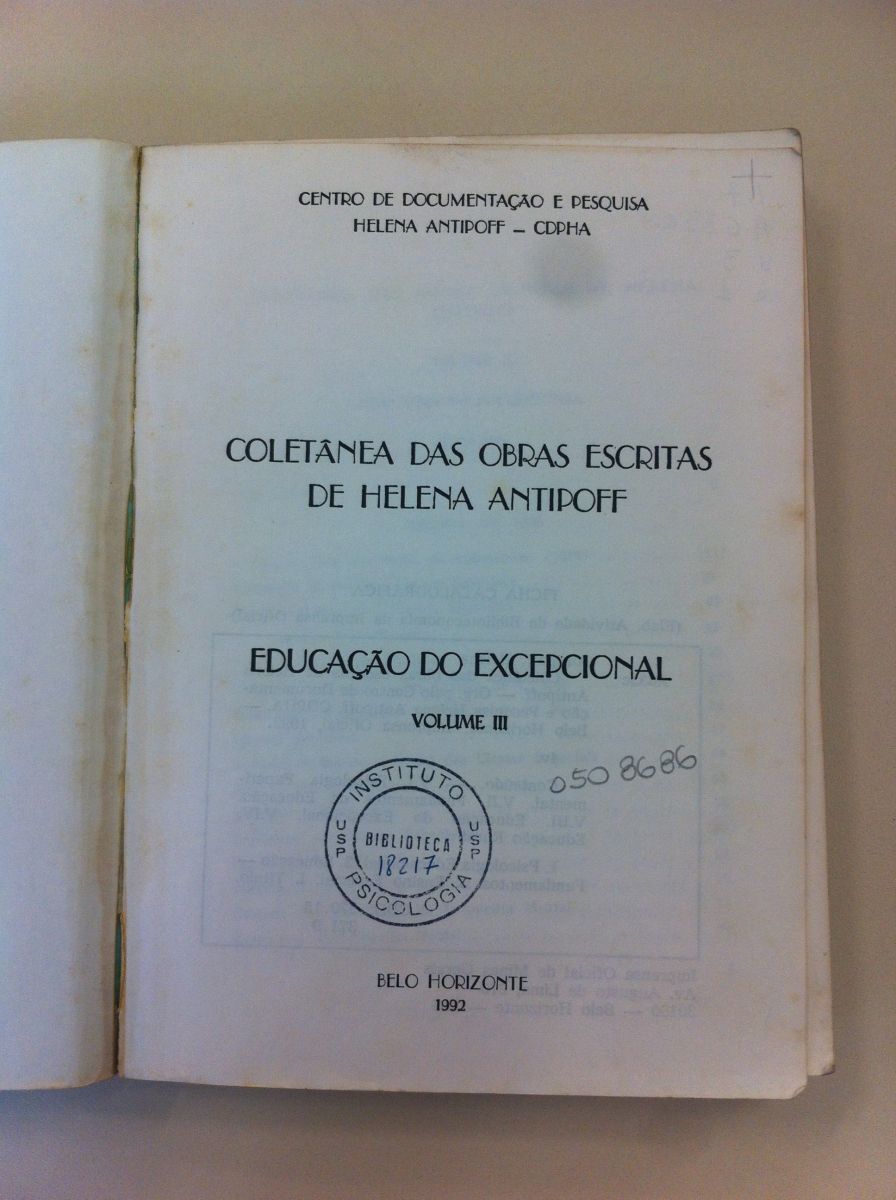 CENTRO DE DOCUMENTAÇÃO E PESQUISA
HELENA ANTIPOFF — CDPHA
COLETÂNEA DAS OBRAS ESCRITAS
DE HELENA ANTIPOFF
EDUCAÇÃO DO EXCEPCIONAL
VOLUME III
0508686
INSTITUTO
USP
BIBLIOTECA
USP
18217
PSICOLOGIA
BELO HORIZONTE
1992